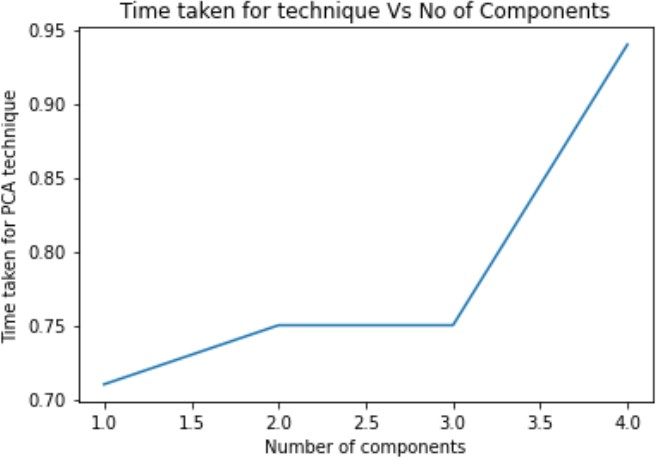 Time taken for technique Vs No of Components
Time taken for PCA technique
0.95
0.90
0.85
0.80
0.75
0.70
1.0 1.5 2.0 2.5 3.0 3.5 4.0
Number of components